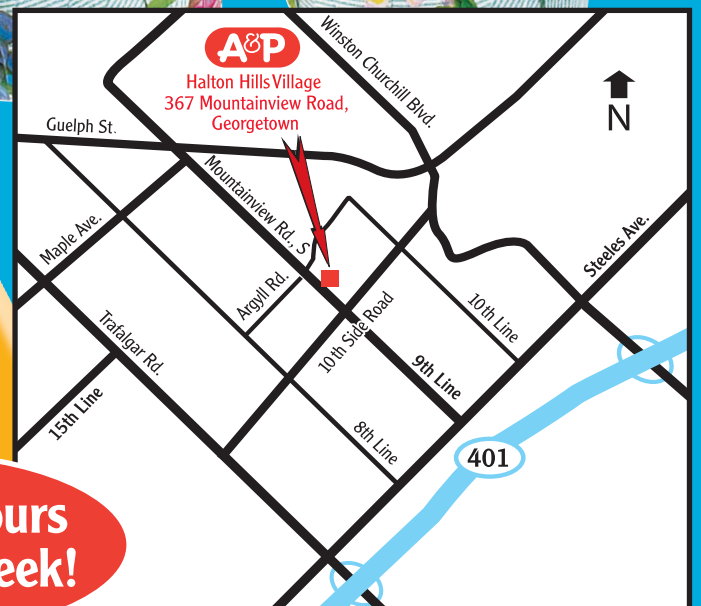 A&P
Halton Hills Village
367 Mountainview Road,
Georgetown
Winston Churchill Blvd.
N
Guelph St.
Mountainview Rd., S
Maple Ave.
Steeles Ave.
Argyll Rd.
10th Side Road
10th Line
Trafalgar Rd.
9th Line
15th Line
8th Line
401
ours
eek!